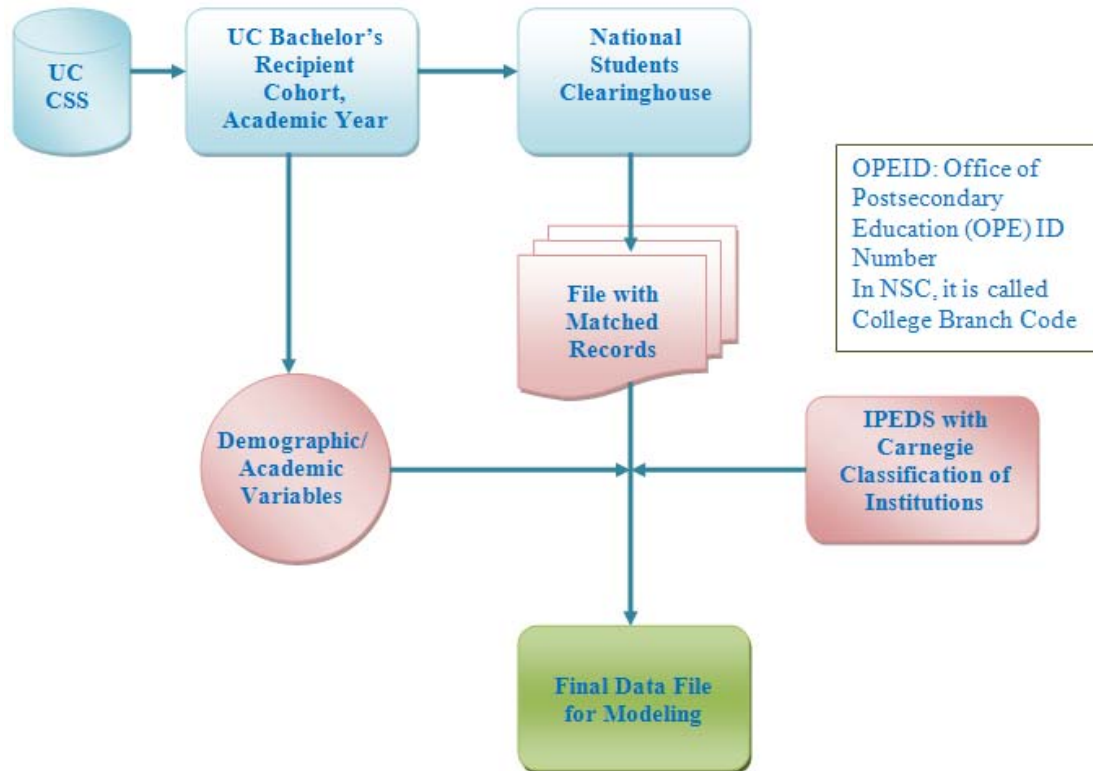 UC
CSS
UC Bachelor's
Recipient
Cohort,
Academic Year
National
Students
Clearinghouse
OPEID: Office of
Postsecondary
Education (OPE) ID
Number
In NSC, it is called
College Branch Code
File with
Matched
Records
Demographic/
Academic
Variables
IPEDS with
Carnegie
Classification of
Institutions
Final Data File
for Modeling